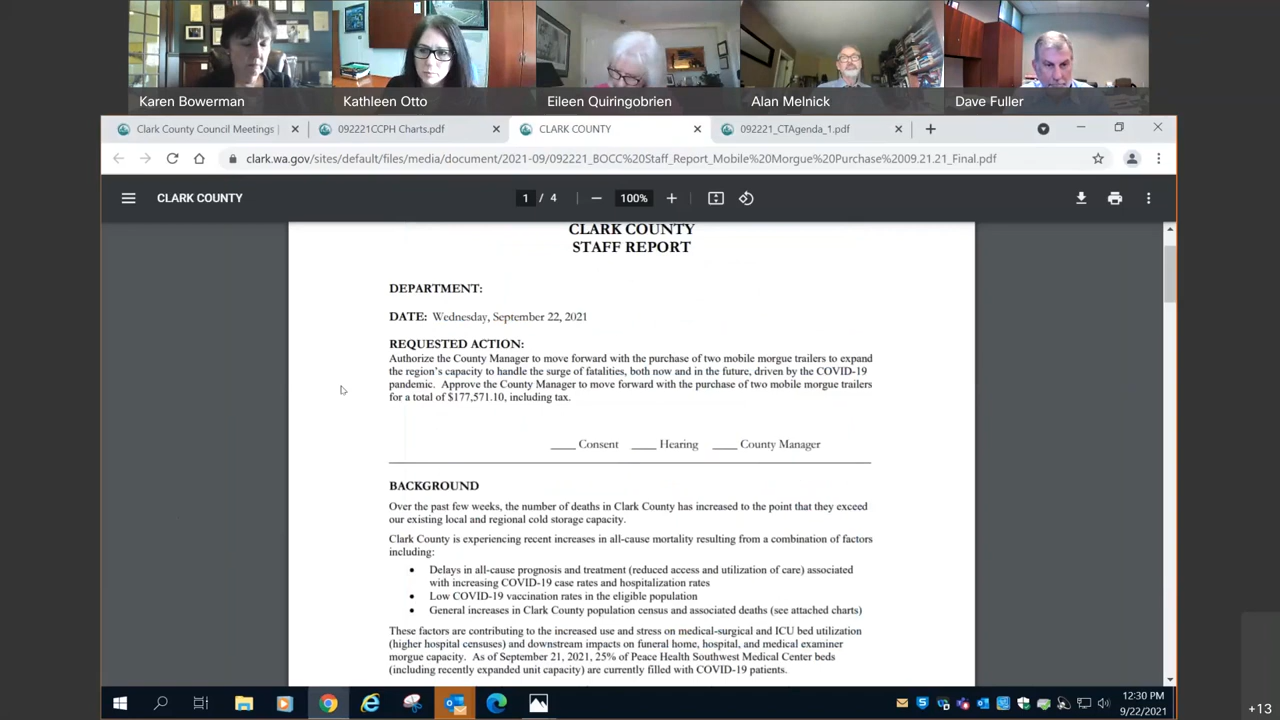 Karen Bowerman
Kathleen Otto
Eileen Quiringobrien
Alan Melnick
Dave Fuller
Clark County Council Meetings |
092221CCPH Charts.pdf
CLARK COUNTY
092221_CTAgenda_1.pdf
clark.wa.gov/sites/default/files/media/document/2021-09/092221_BOCC%20Staff_Report_Mobile%20Morgue%20Purchase%2009.21.21_Final.pdf
CLARK COUNTY
1 / 4
100%
CLARK COUNTY
STAFF REPORT
DEPARTMENT:
DATE: Wednesday, September 22, 2021
REQUESTED ACTION:
Authorize the County Manager to move forward with the purchase of two mobile morgue trailers to expand
the region's capacity to handle the surge of fatalities, both now and in the future, driven by the COVID-19
pandemic. Approve the County Manager to move forward with the purchase of two mobile morgue trailers
for a total of $177,571.10, including tax.
____ Consent ____ Hearing ____ County Manager
BACKGROUND
Over the past few weeks, the number of deaths in Clark County has increased to the point that they exceed
our existing local and regional cold storage capacity.
Clark County is experiencing recent increases in all-cause mortality resulting from a combination of factors
including:
• Delays in all-cause prognosis and treatment (reduced access and utilization of care) associated
with increasing COVID-19 case rates and hospitalization rates
• Low COVID-19 vaccination rates in the eligible population
• General increases in Clark County population census and associated deaths (see attached charts)
These factors are contributing to the increased use and stress on medical-surgical and ICU bed utilization
(higher hospital censuses) and downstream impacts on funeral home, hospital, and medical examiner
morgue capacity. As of September 21, 2021, 25% of Peace Health Southwest Medical Center beds
(including recently expanded unit capacity) are currently filled with COVID-19 patients.
12:30 PM
9/22/2021
+13